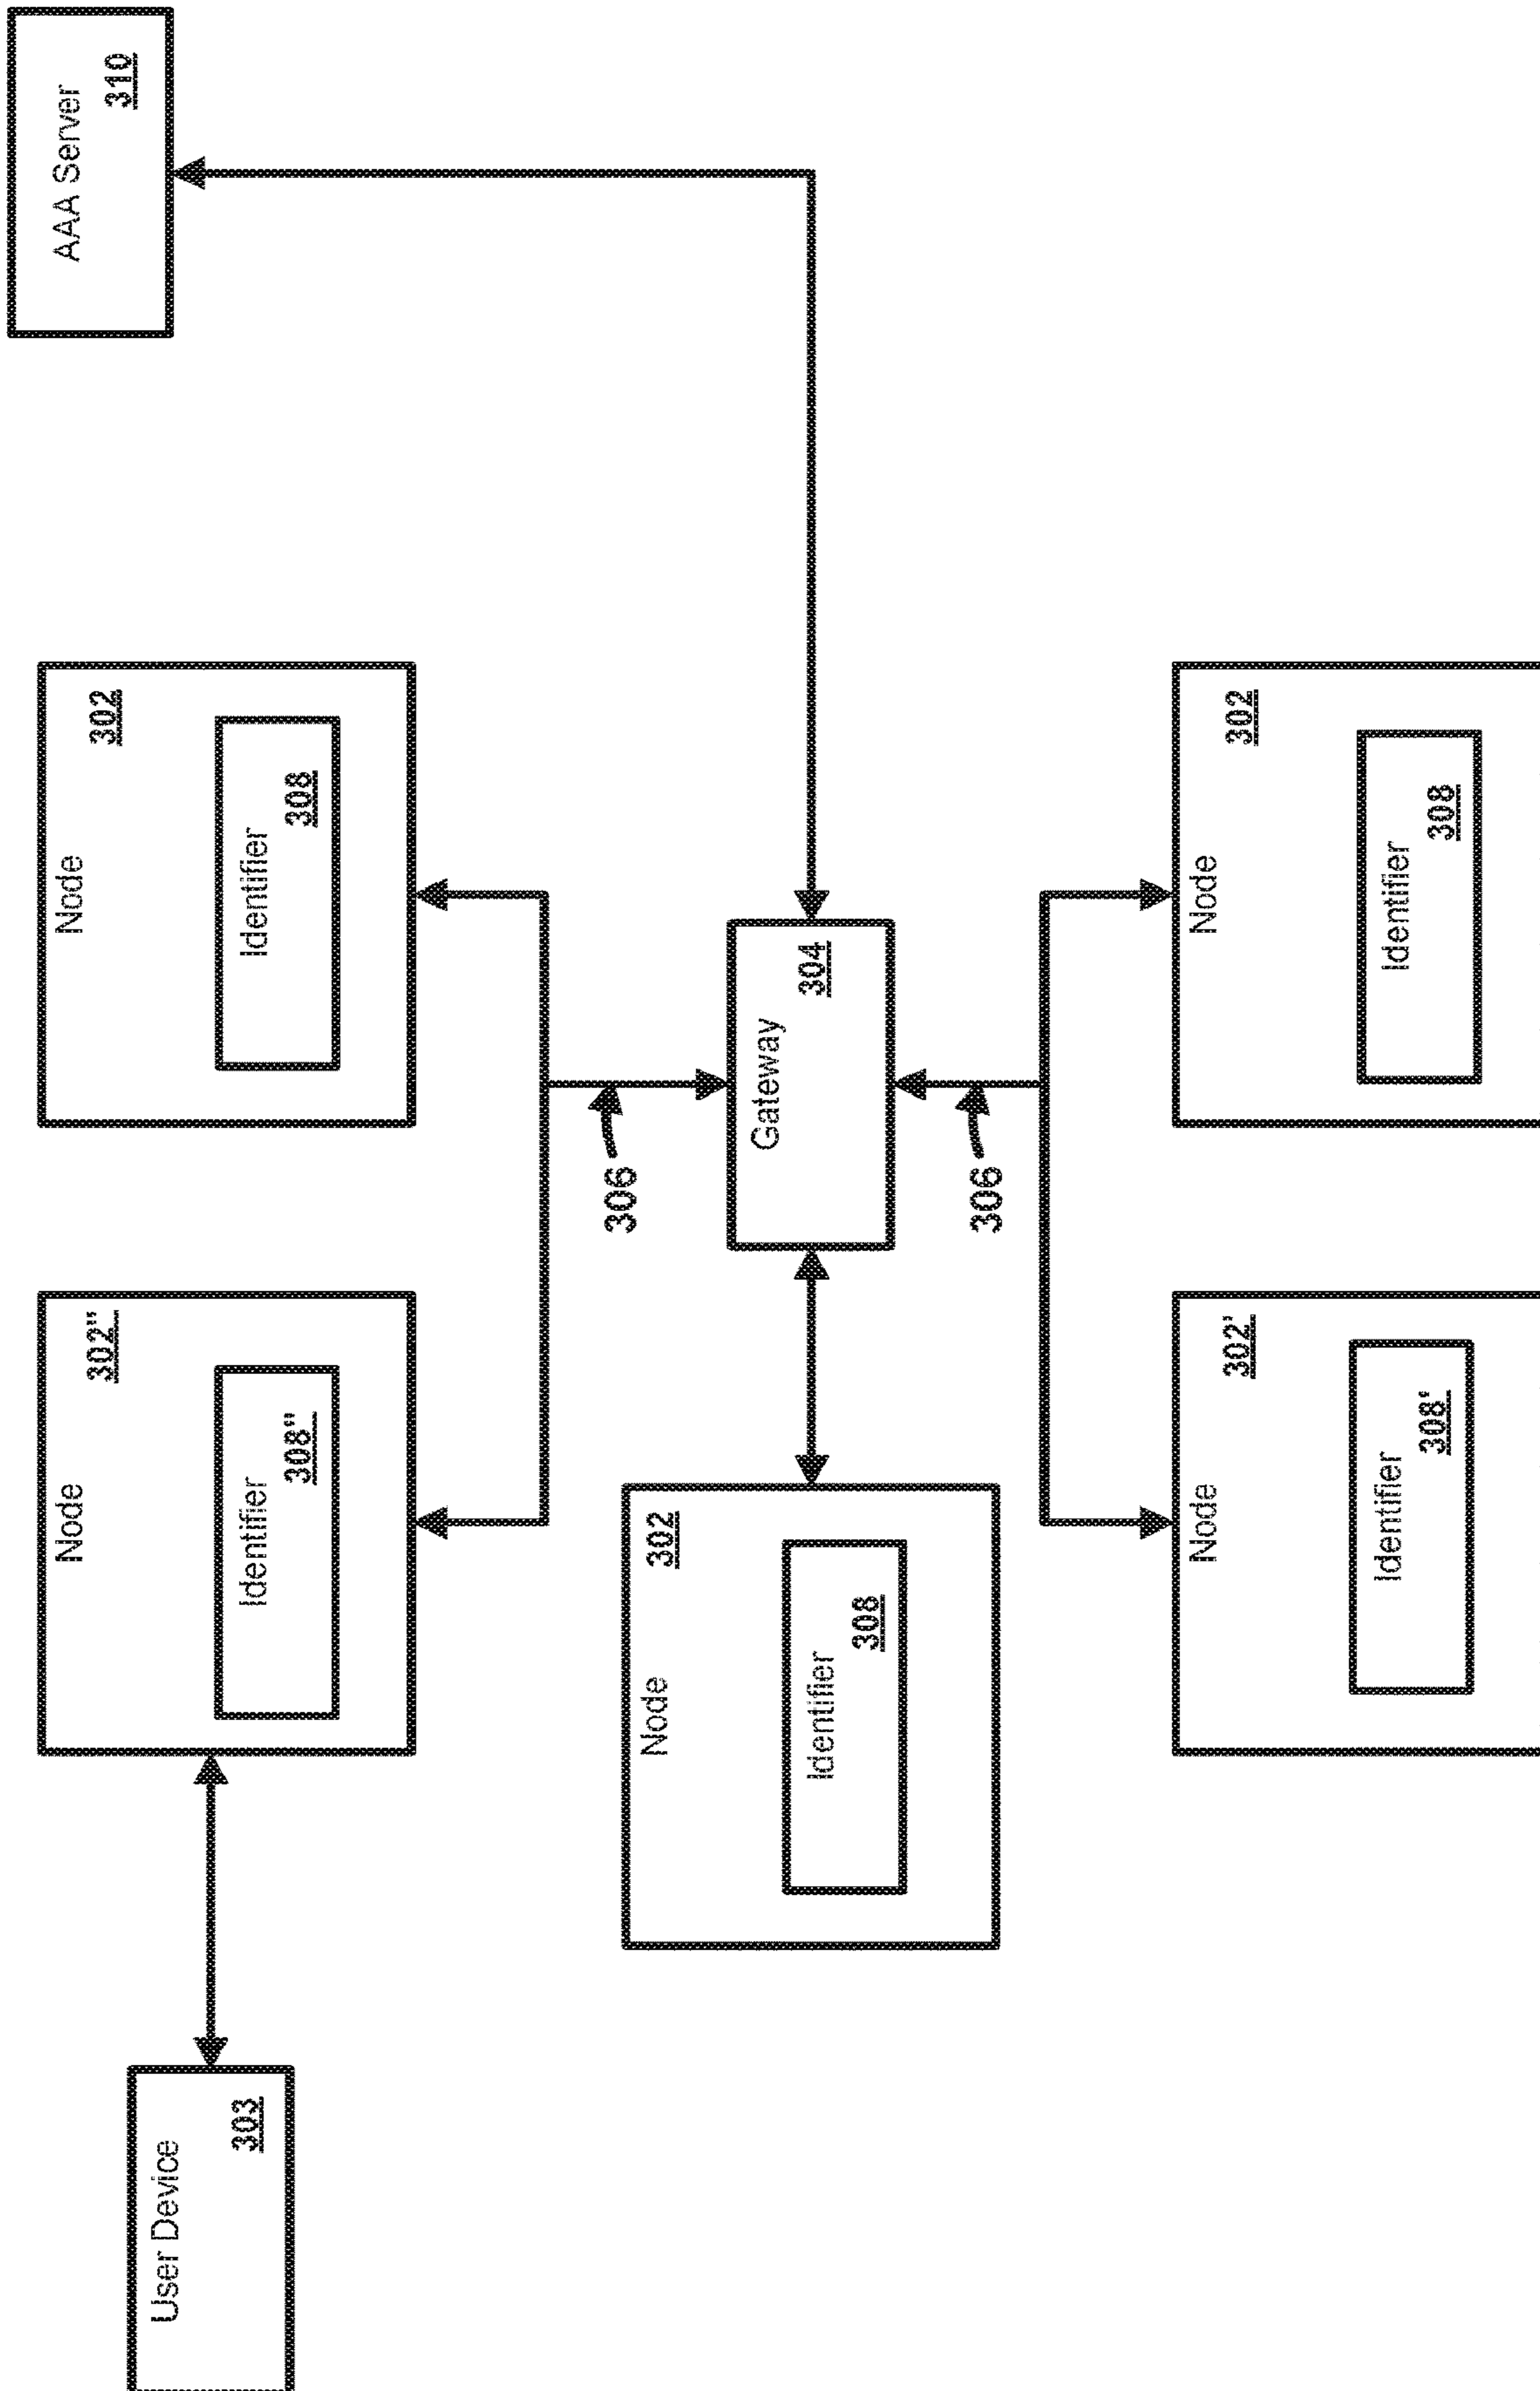 User Device
303
Node
302"
Identifier
308"
Node
302
Identifier
308
AAA Server
310
306
Node
302
Identifier
308
Gateway
304
306
Node
302'
Identifier
308'
Node
302
Identifier
308